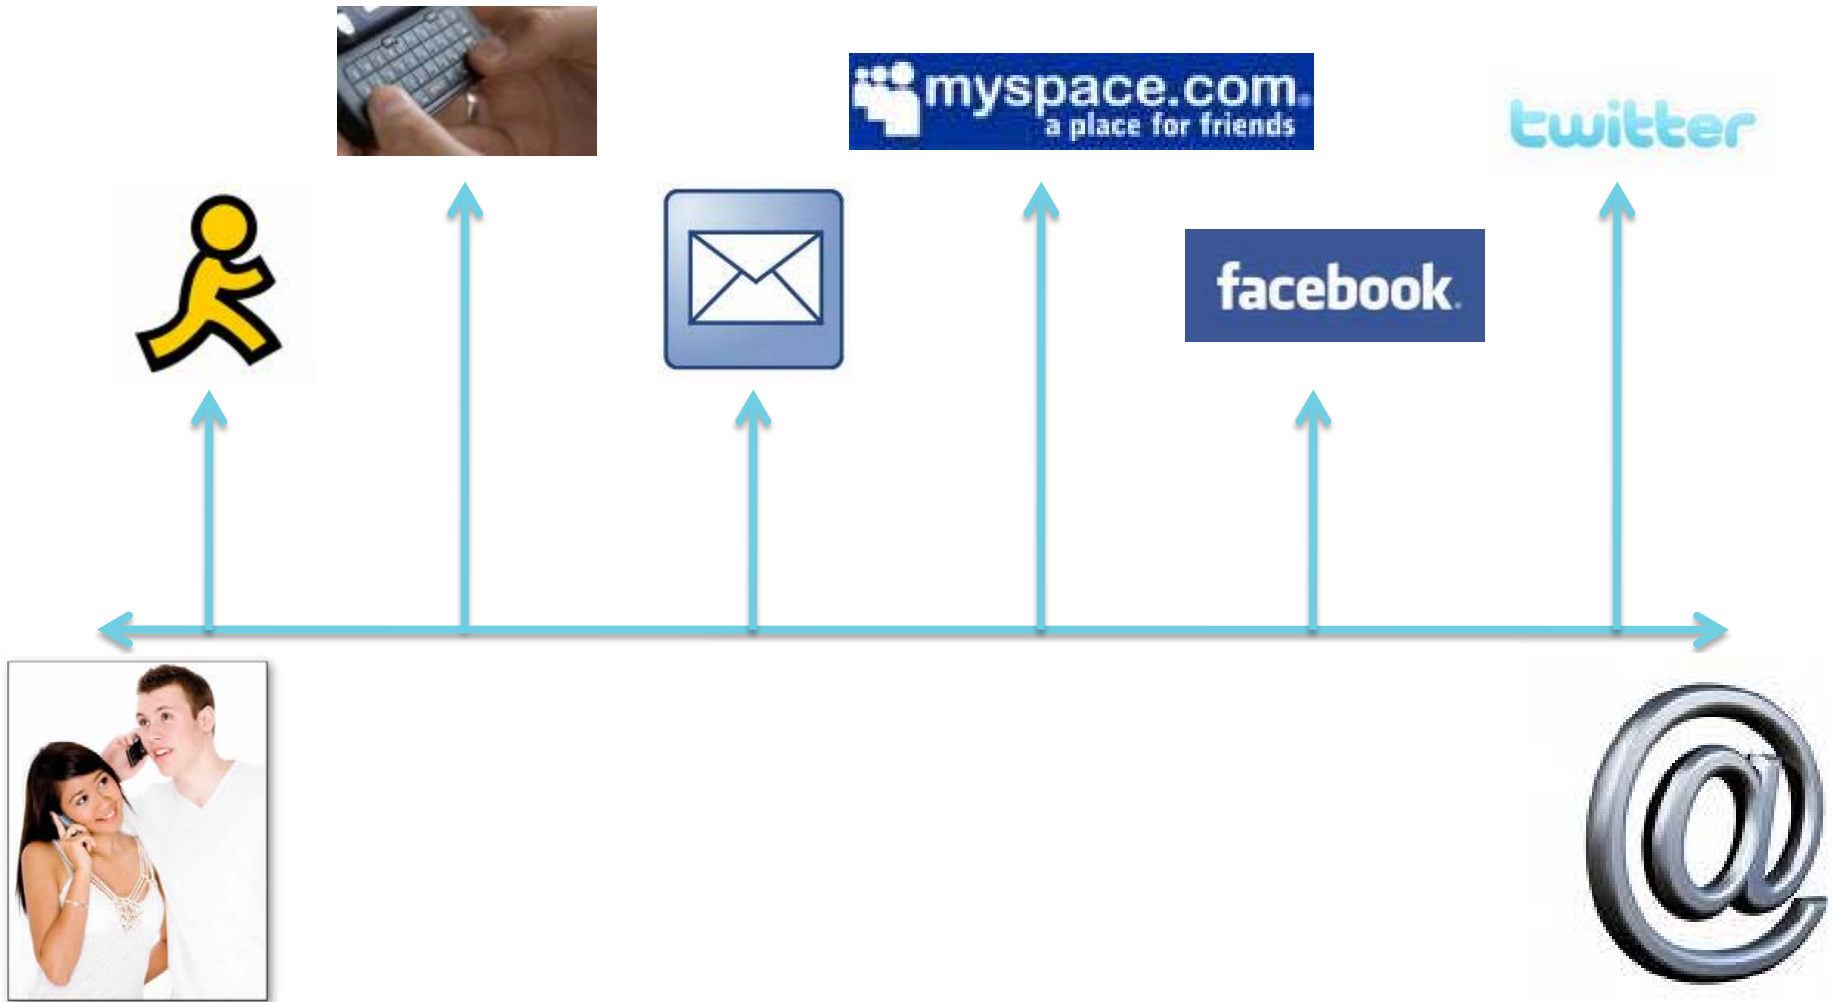 myspace.com.
a place for friends
twitter
facebook.
@